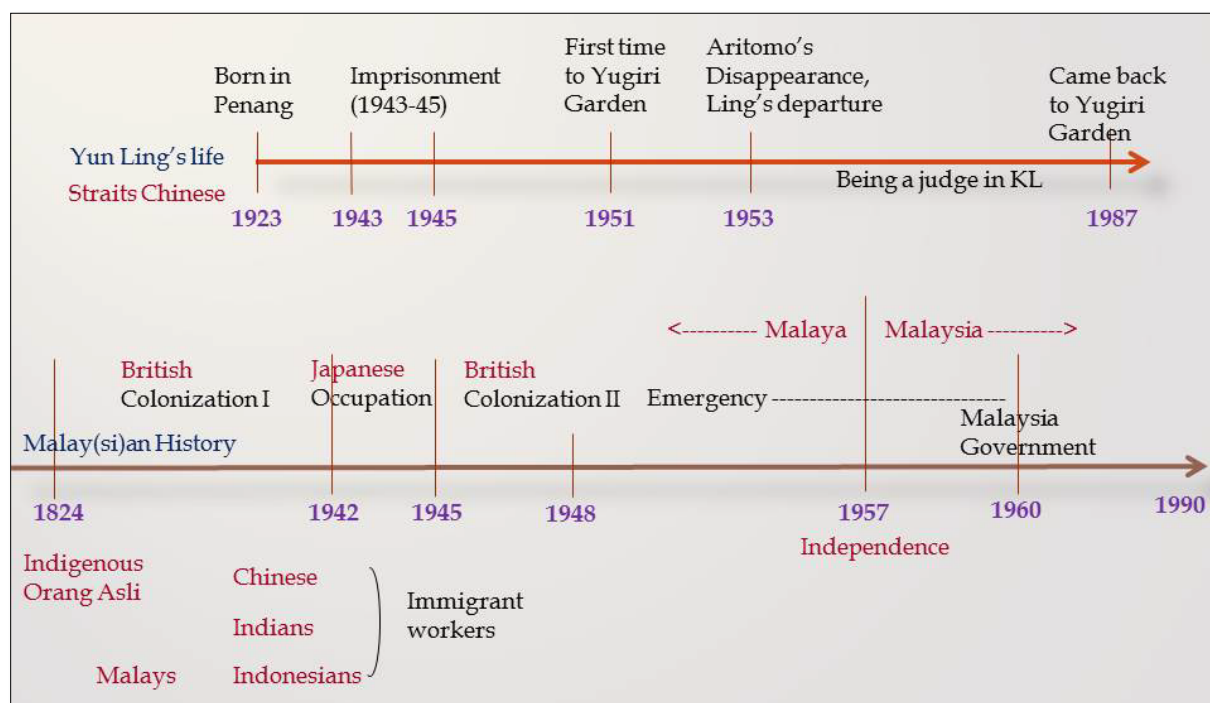 Born in
Penang
Imprisonment
(1943-45)
First time
to Yugiri
Garden
Aritomo’s
Disappearance,
Ling’s departure
Came back
to Yugiri
Garden
Yun Ling’s life
Straits Chinese
Being a judge in KL
1923
1943
1945
1951
1953
1987
<---------- Malaya
Malaysia ---------->
British
Colonization I
Japanese
Occupation
British
Colonization II
Emergency -----------------------------
Malaysia
Government
Malay(si)an History
1824
1942
1945
1948
1957
1960
1990
Independence
Indigenous
Orang Asli
Chinese
Indians
Malays
Indonesians
Immigrant
workers